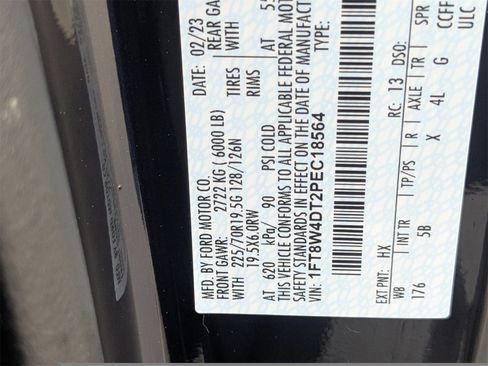 MFD. BY FORD MOTOR CO.
02/23
FRONT GAWR: 2722 KG ( 6000 LB)
REAR GA
WITH 225/70R19.5G 128/126N TIRES
WITH
19.5X6.0RW RIMS
AT 620 kPa/ 90 PSI COLD
AT
THIS VEHICLE CONFORMS TO ALL APPLICABLE FEDERAL MOTOR
SAFETY STANDARDS IN EFFECT ON THE DATE OF MANUFACT
VIN: 1FT8W4DT2PEC18564
TYPE:
EXT PNT: HX
RC: 13
DSO:
WB INT TR TP/PS R AXLE TR SPR
176 5B X 4L G CCFF
ULC